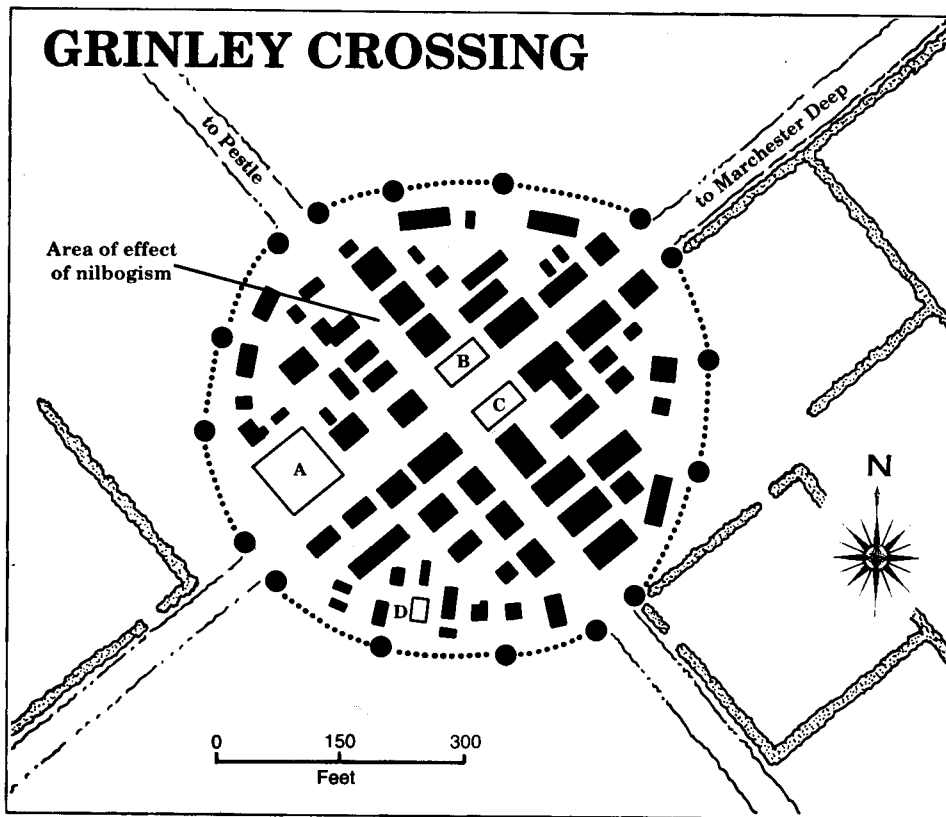 GRINLEY CROSSING
to Pestle
to Marchester Deep
Area of effect
of nilbogism
B
C
A
N
D
0 150 300
Feet